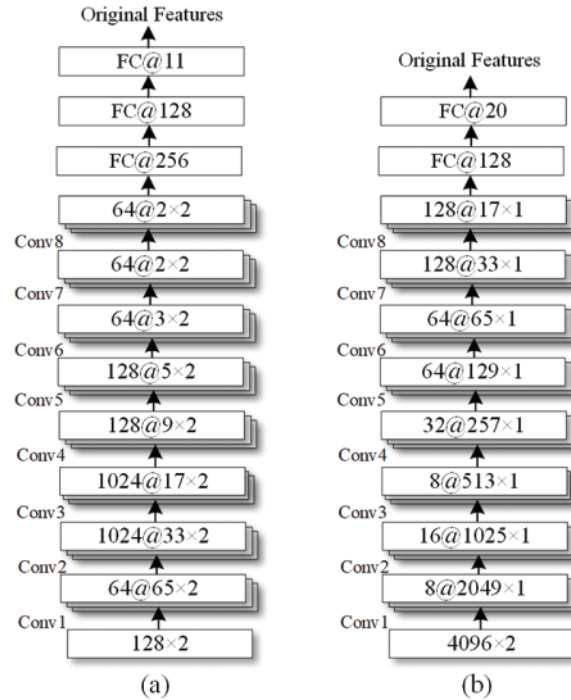 Original Features
FC@11
FC@128
FC@256
64@2×2
Conv8
64@2×2
Conv7
64@3×2
Conv6
128@5×2
Conv5
128@9×2
Conv4
1024@17×2
Conv3
1024@33×2
Conv2
64@65×2
Conv1
128×2
(a)
Original Features
FC@20
FC@128
128@17×1
Conv8
128@33×1
Conv7
64@65×1
Conv6
64@129×1
Conv5
32@257×1
Conv4
8@513×1
Conv3
16@1025×1
Conv2
8@2049×1
Conv1
4096×2
(b)